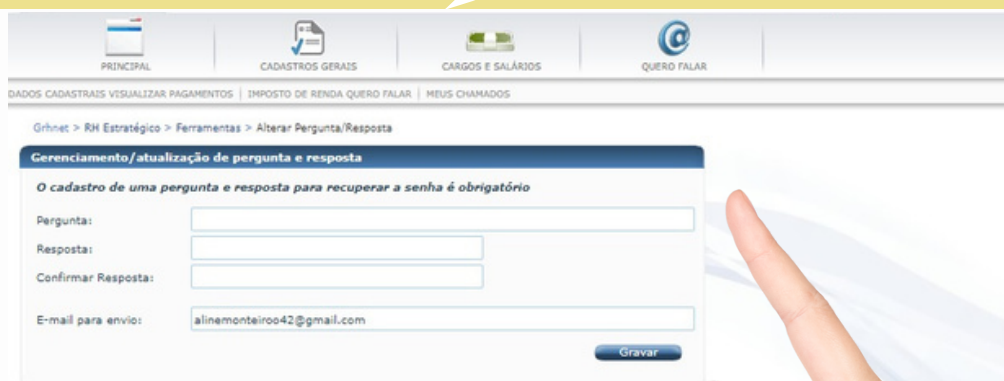 PRINCIPAL CADASTROS GERAIS CARGOS E SALÁRIOS QUERO FALAR
DADOS CADASTRAIS VISUALIZAR PAGAMENTOS | IMPOSTO DE RENDA QUERO FALAR | MEUS CHAMADOS
Grhnet > RH Estratégico > Ferramentas > Alterar Pergunta/Resposta
Gerenciamento/atualização de pergunta e resposta
O cadastro de uma pergunta e resposta para recuperar a senha é obrigatório
Pergunta:
Resposta:
Confirmar Resposta:
E-mail para envio: alinemonteiroo42@gmail.com
Gravar